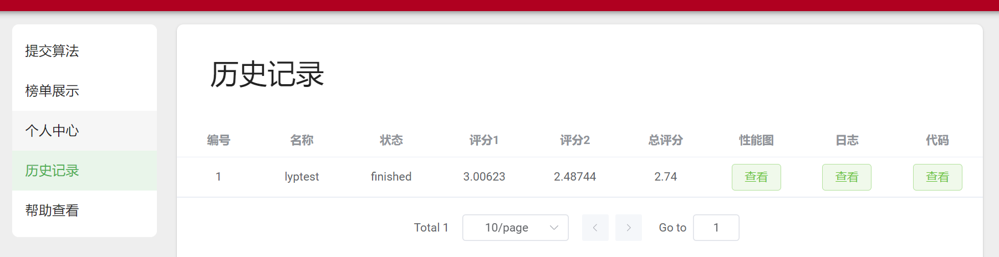 提交算法
榜单展示
个人中心
历史记录
帮助查看
历史记录
编号 名称 状态 评分1 评分2 总评分 性能图 日志 代码
1 lyptest finished 3.00623 2.48744 2.74 查看 查看 查看
Total 1 10/page Go to 1